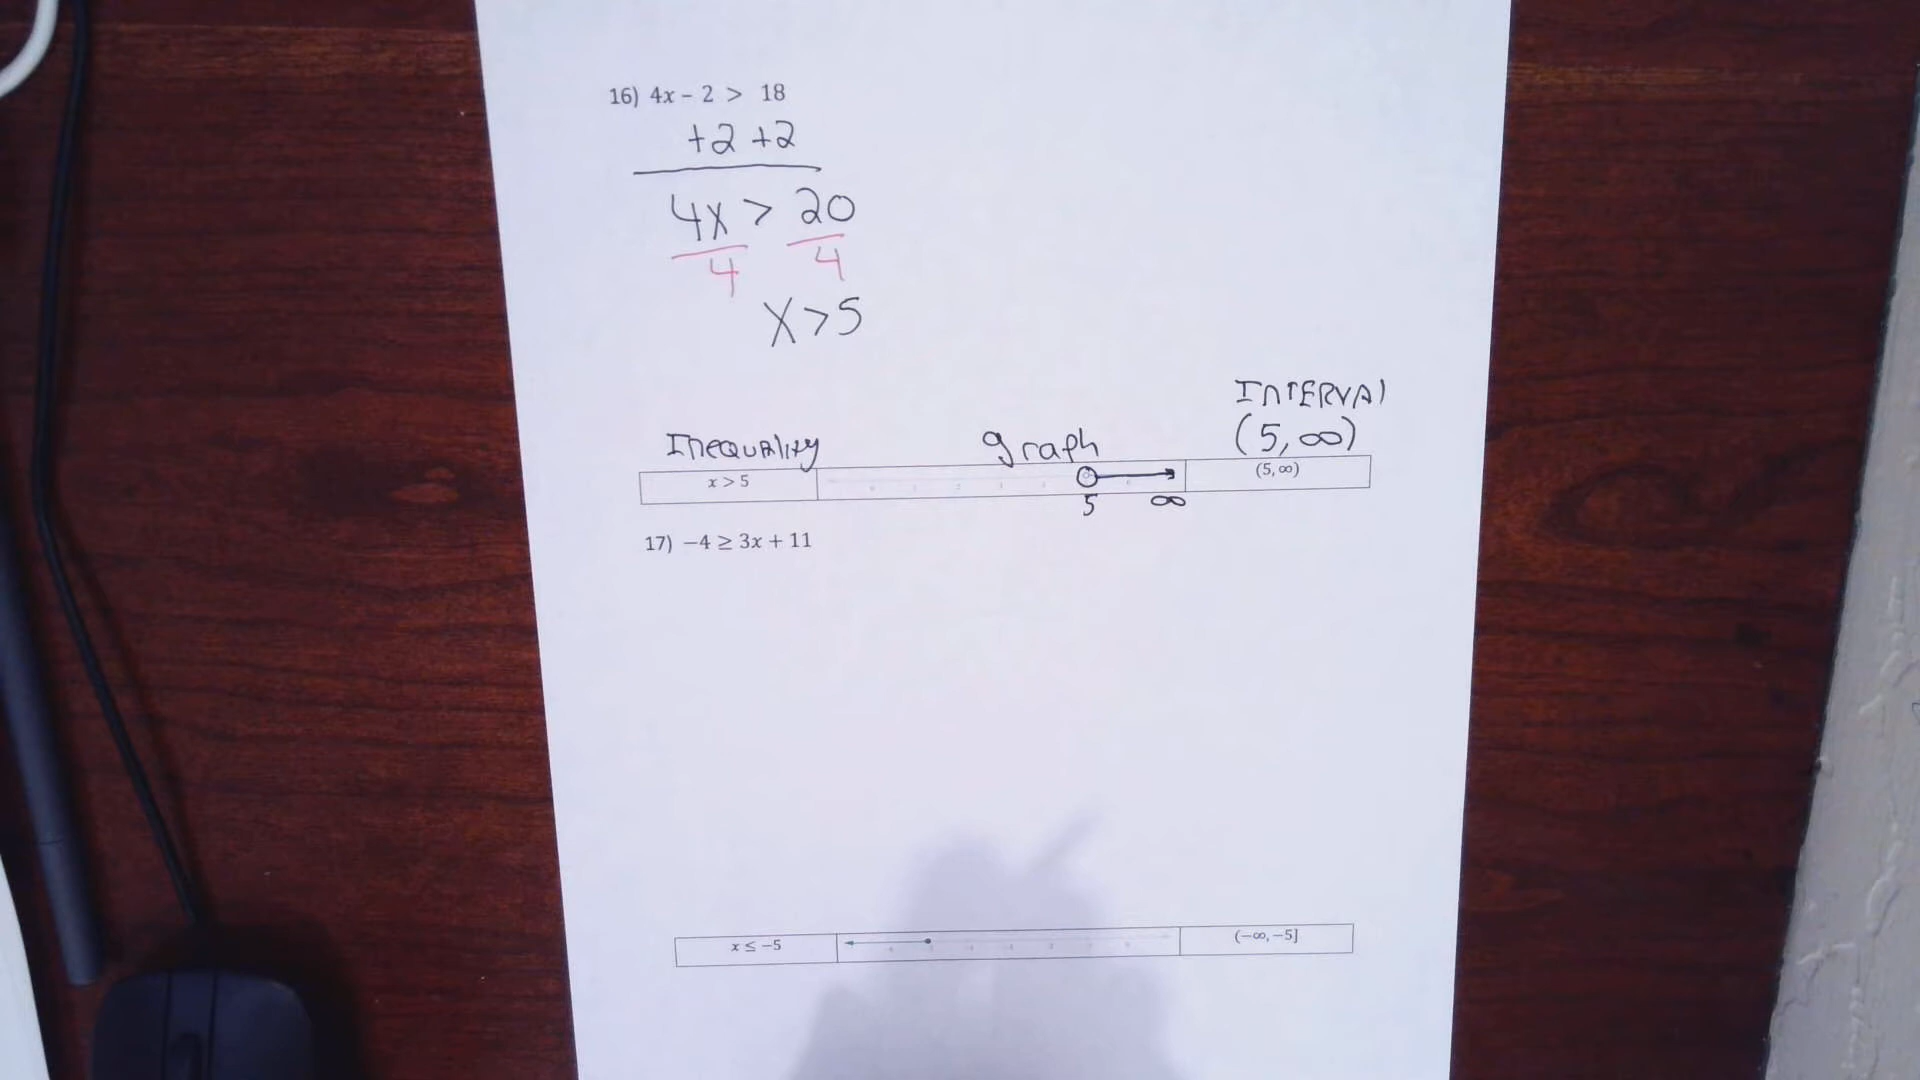 16) 4x − 2 > 18
+2 +2
4x > 20
4 4
x > 5
INTERVAl
Inequality graph (5, ∞)
x > 5 (5, ∞)
5 ∞
17) −4 ≥ 3x + 11
x ≤ −5 (−∞, −5]